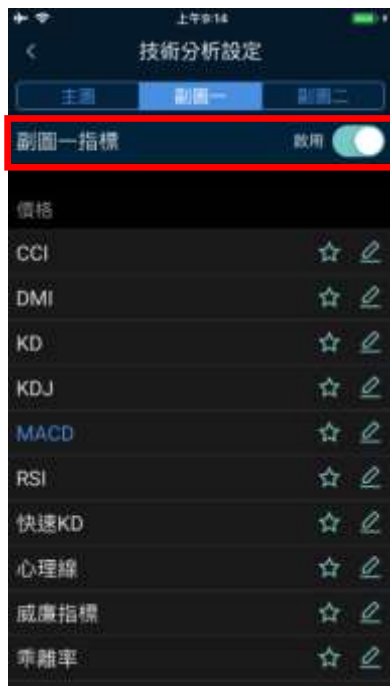 上午9:14
技術分析設定
主圖 副圖一 副圖二
副圖一指標 啟用
價格
CCI
DMI
KD
KDJ
MACD
RSI
快速KD
心理線
威廉指標
乖離率